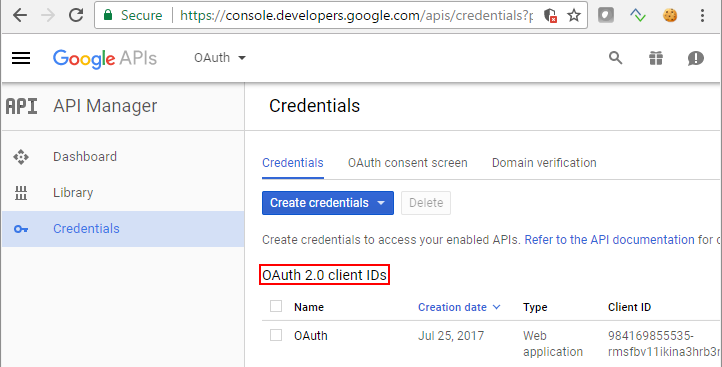 Secure https://console.developers.google.com/apis/credentials?p
Google APIs OAuth
API API Manager Credentials
Dashboard
Library
Credentials
Credentials OAuth consent screen Domain verification
Create credentials Delete
Create credentials to access your enabled APIs. Refer to the API documentation for
OAuth 2.0 client IDs
Name Creation date Type Client ID
OAuth Jul 25, 2017 Web application 984169855535-